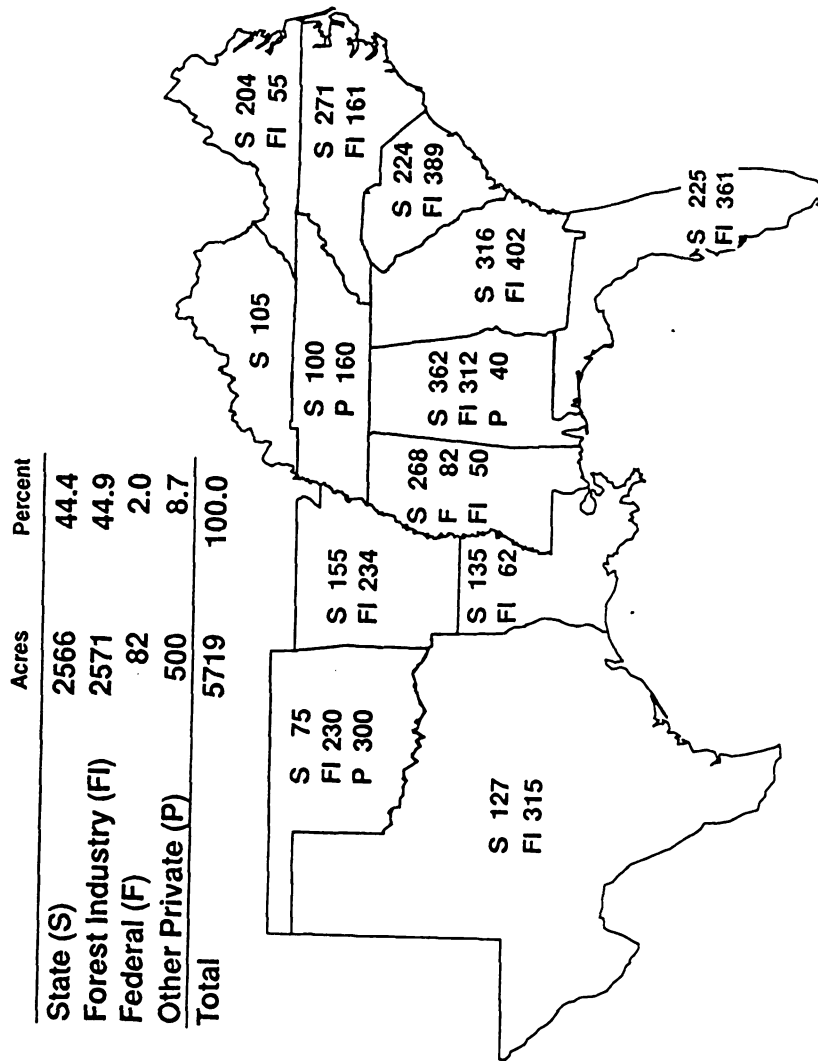 Acres Percent
State (S) 2566 44.4
Forest Industry (FI) 2571 44.9
Federal (F) 82 2.0
Other Private (P) 500 8.7
Total 5719 100.0
S 105
S 204
FI 55
S 100
P 160
S 271
FI 161
S 75
FI 230
P 300
S 155
FI 234
S 268
F 82
FI 50
S 362
FI 312
P 40
S 316
FI 402
S 224
FI 389
S 127
FI 315
S 135
FI 62
S 225
FI 361